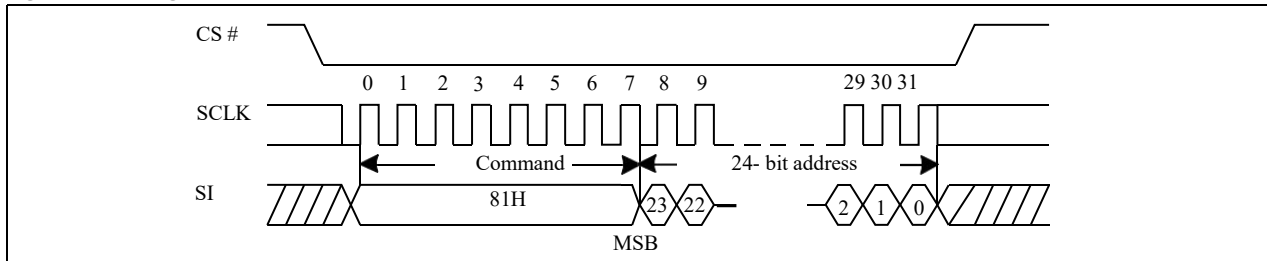 CS #
0 1 2 3 4 5 6 7 8 9 29 30 31
SCLK
Command 24- bit address
SI 81H 23 22 2 1 0
MSB